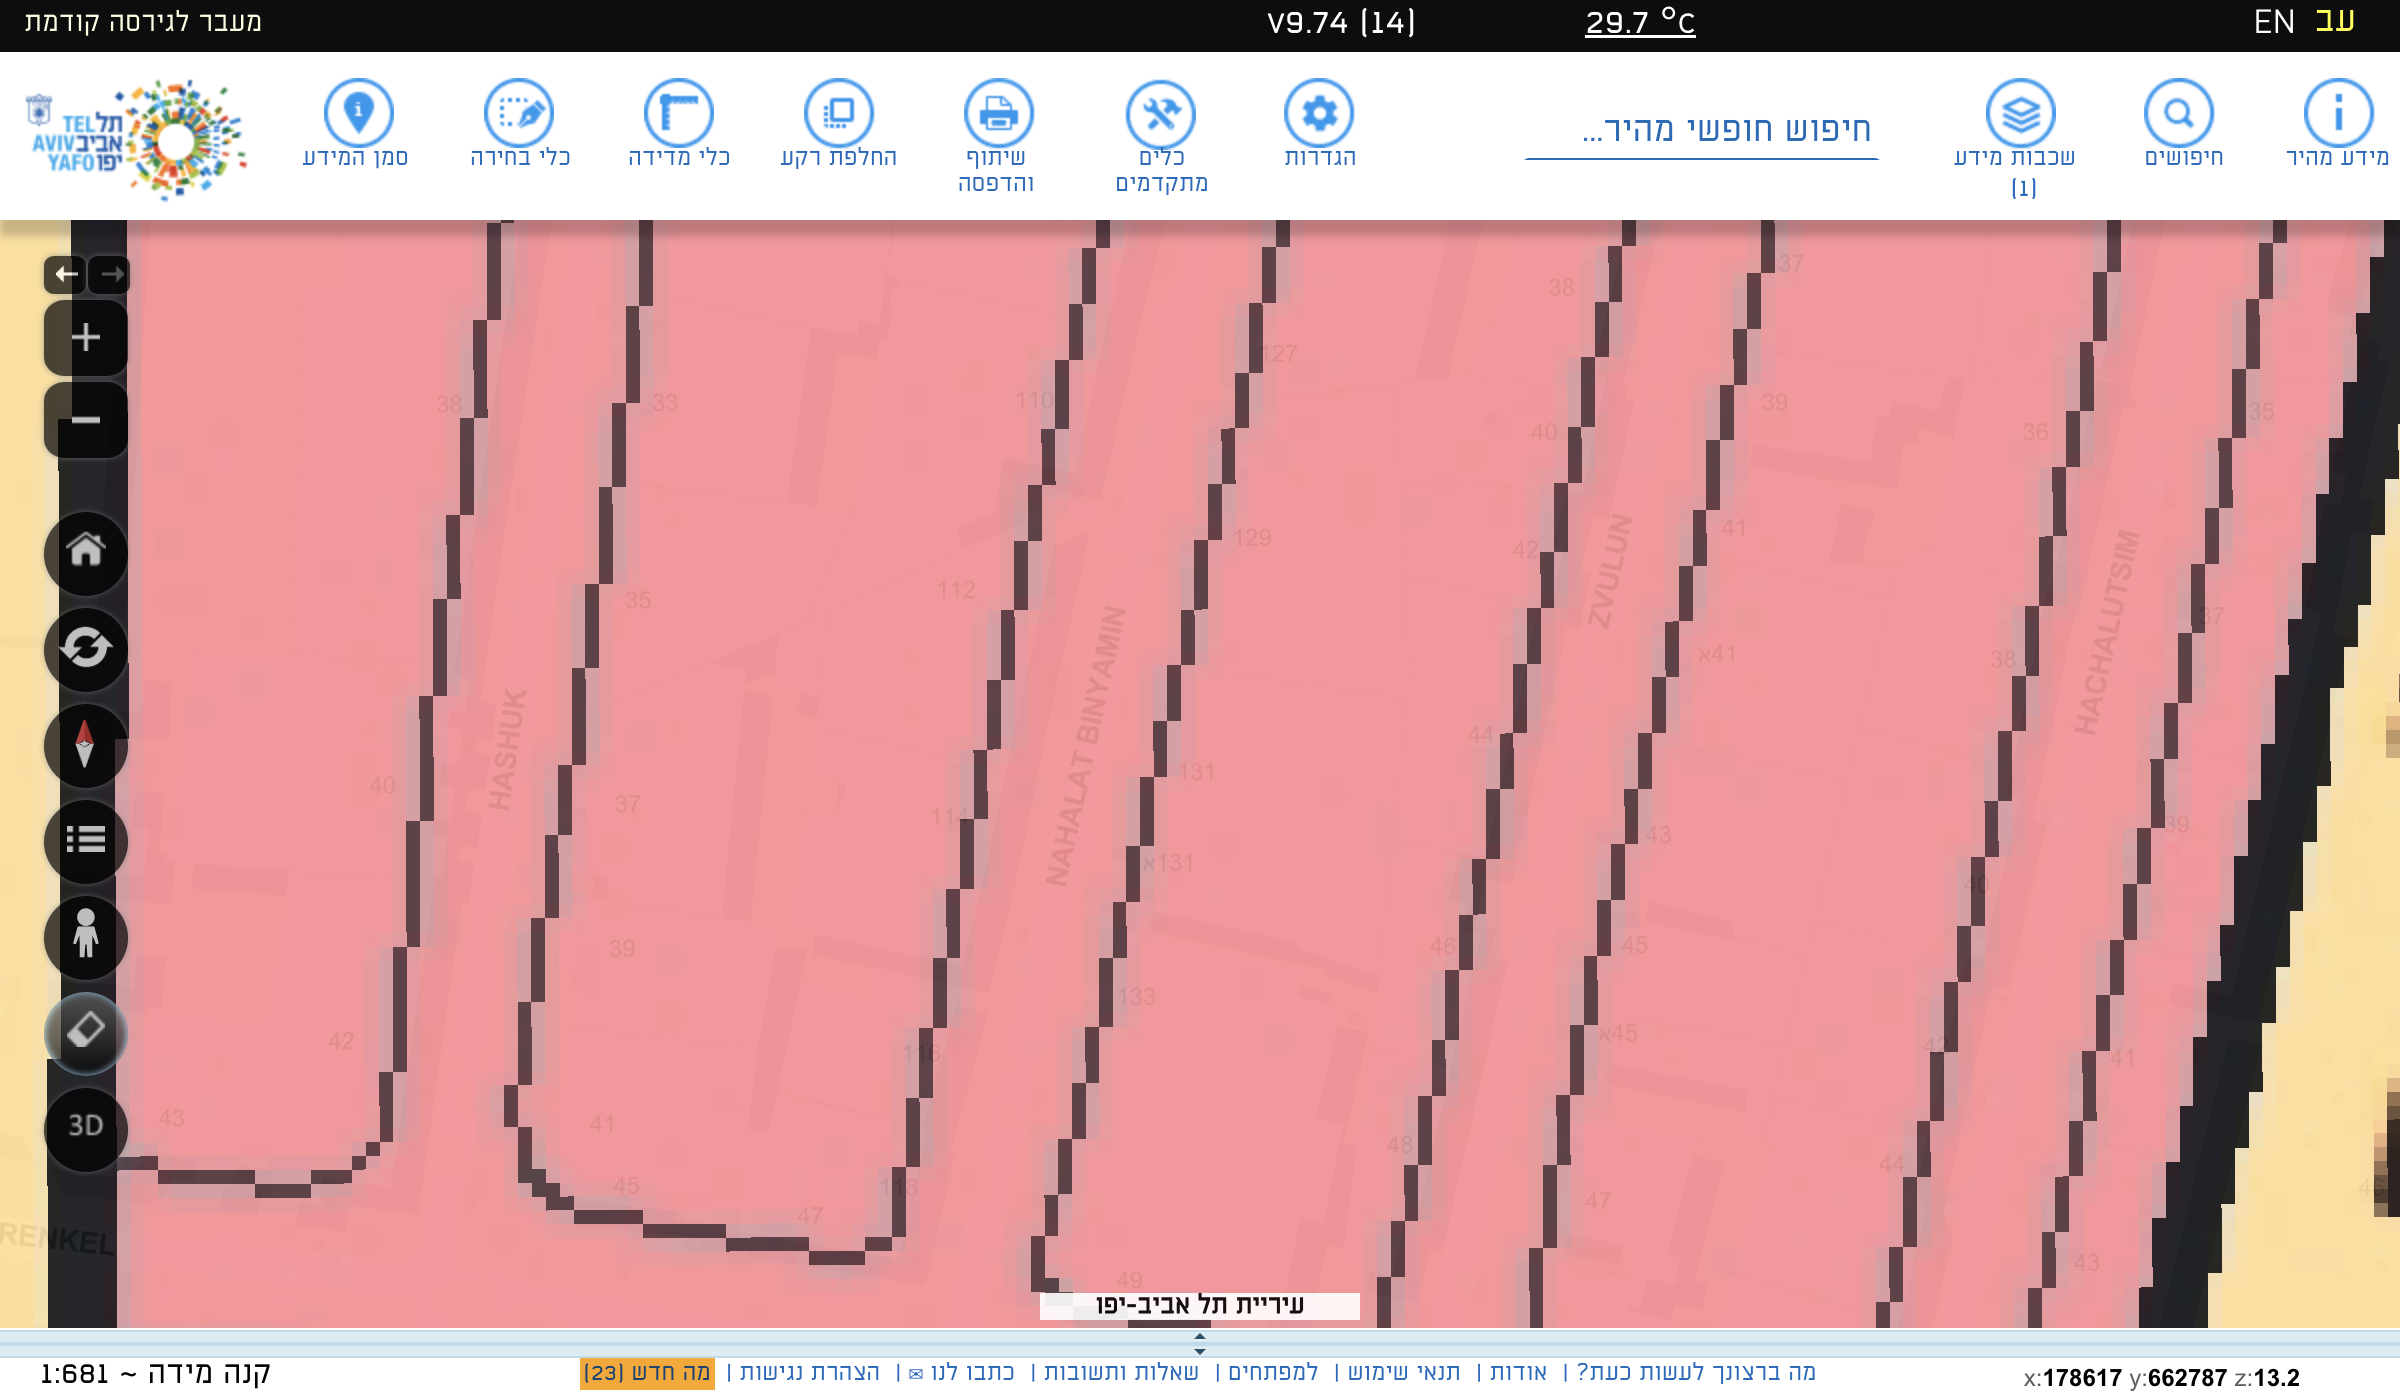 מעבר לגירסה קודמת
V9.74 (14)
29.7 °C
EN עב
תל אביב יפו
TEL AVIV YAFO
סמן המידע
כלי בחירה
כלי מדידה
החלפת רקע
שיתוף והדפסה
כלים מתקדמים
הגדרות
חיפוש חופשי מהיר...
שכבות מידע (1)
חיפושים
מידע מהיר
37
38
127
38
33
110
39
40
36
35
41
42
129
112
35
ZVULUN
HACHALUTSIM
NAHALAT BINYAMIN
HASHUK
37
38
41א
44
131
40
37
114
39
43
131א
40
39
46
45
133
45א
42
42
116
41
43
41
48
44
45
118
47
47
46
RENKEL
43
49
3D
עיריית תל אביב-יפו
קנה מידה ~ 1:681
מה ברצונך לעשות כעת? | אודות | תנאי שימוש | למפתחים | שאלות ותשובות | כתבו לנו ✉ | הצהרת נגישות | מה חדש (23)
x:178617 y:662787 z:13.2